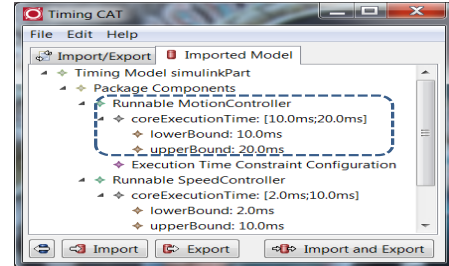 Timing CAT
File Edit Help
Import/Export Imported Model
Timing Model simulinkPart
Package Components
Runnable MotionController
coreExecutionTime: [10.0ms;20.0ms]
lowerBound: 10.0ms
upperBound: 20.0ms
Execution Time Constraint Configuration
Runnable SpeedController
coreExecutionTime: [2.0ms;10.0ms]
lowerBound: 2.0ms
upperBound: 10.0ms
Import Export Import and Export